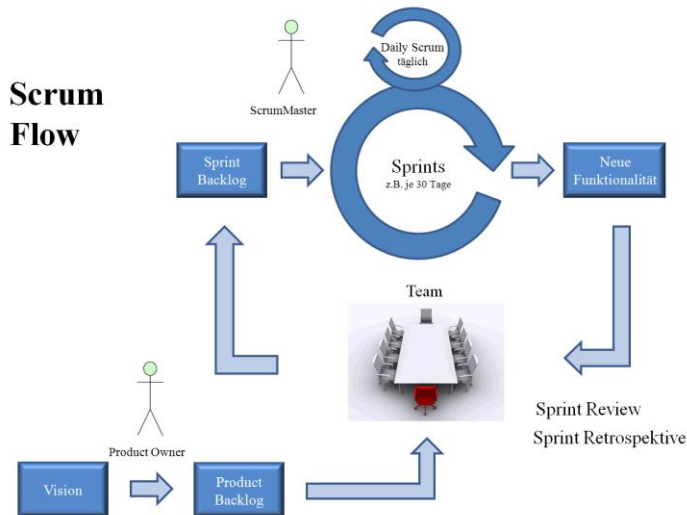 Scrum
Flow
ScrumMaster
Daily Scrum
täglich
Sprint
Backlog
Sprints
z.B. je 30 Tage
Neue
Funktionalität
Team
Product Owner
Sprint Review
Sprint Retrospektive
Vision
Product
Backlog